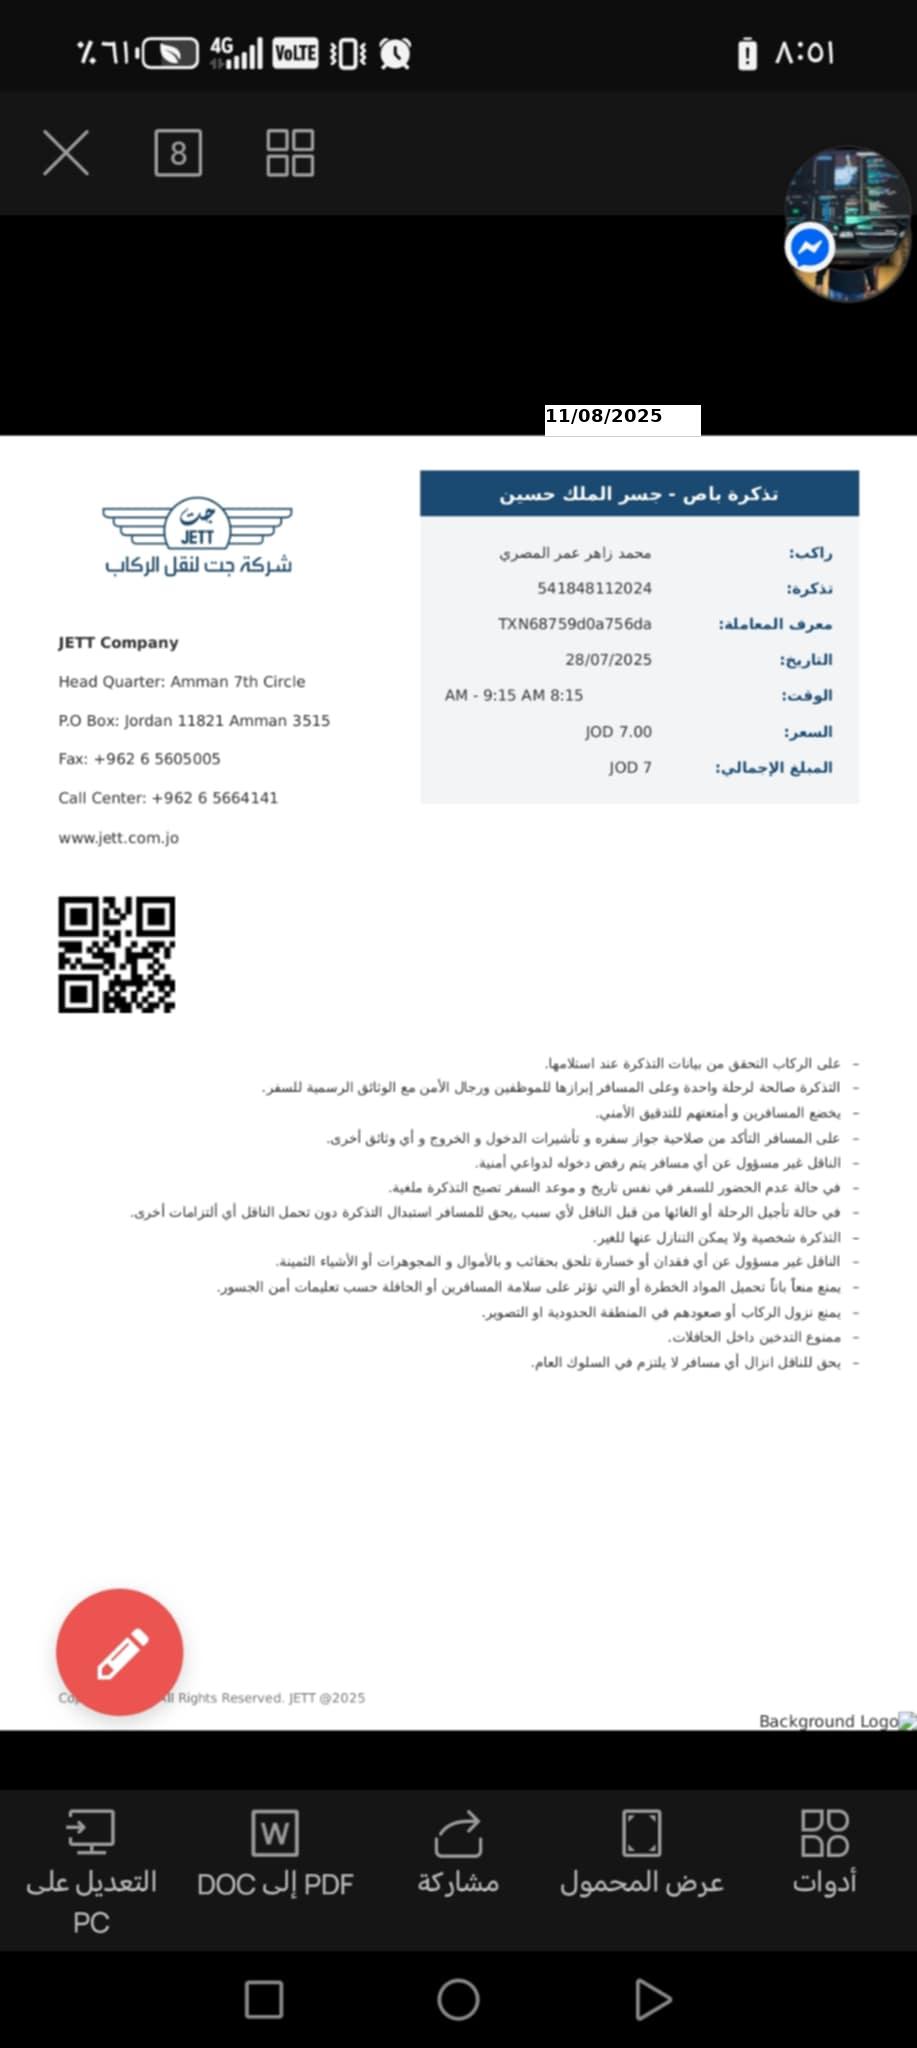 ٪٦١ 4G VoLTE ٨:٥١
8
11/08/2025
تذكرة باص - جسر الملك حسين
راكب: محمد زاهر عمر المصري
تذكرة: 541848112024
معرف المعاملة: TXN68759d0a756da
التاريخ: 28/07/2025
الوقت: AM - 9:15 AM 8:15
السعر: JOD 7.00
المبلغ الإجمالي: JOD 7
جت
JETT
شركة جت لنقل الركاب
JETT Company
Head Quarter: Amman 7th Circle
P.O Box: Jordan 11821 Amman 3515
Fax: +962 6 5605005
Call Center: +962 6 5664141
www.jett.com.jo
- على الركاب التحقق من بيانات التذكرة عند استلامها.
- التذكرة صالحة لرحلة واحدة وعلى المسافر إبرازها للموظفين ورجال الأمن مع الوثائق الرسمية للسفر.
- يخضع المسافرين و أمتعتهم للتدقيق الأمني.
- على المسافر التأكد من صلاحية جواز سفره و تأشيرات الدخول و الخروج و أي وثائق أخرى.
- الناقل غير مسؤول عن أي مسافر يتم رفض دخوله لدواعي أمنية.
- في حالة عدم الحضور للسفر في نفس تاريخ و موعد السفر تصبح التذكرة ملغية.
- في حالة تأجيل الرحلة أو الغائها من قبل الناقل لأي سبب ,يحق للمسافر استبدال التذكرة دون تحمل الناقل أي ألتزامات أخرى.
- التذكرة شخصية ولا يمكن التنازل عنها للغير.
- الناقل غير مسؤول عن أي فقدان أو خسارة تلحق بحقائب و بالأموال و المجوهرات أو الأشياء الثمينة.
- يمنع منعاً باتاً تحميل المواد الخطرة أو التي تؤثر على سلامة المسافرين أو الحافلة حسب تعليمات أمن الجسور.
- يمنع نزول الركاب أو صعودهم في المنطقة الحدودية او التصوير.
- ممنوع التدخين داخل الحافلات.
- يحق للناقل انزال أي مسافر لا يلتزم في السلوك العام.
All Rights Reserved. JETT @2025
Background Logo
أدوات
عرض المحمول
مشاركة
PDF إلى DOC
التعديل على
PC